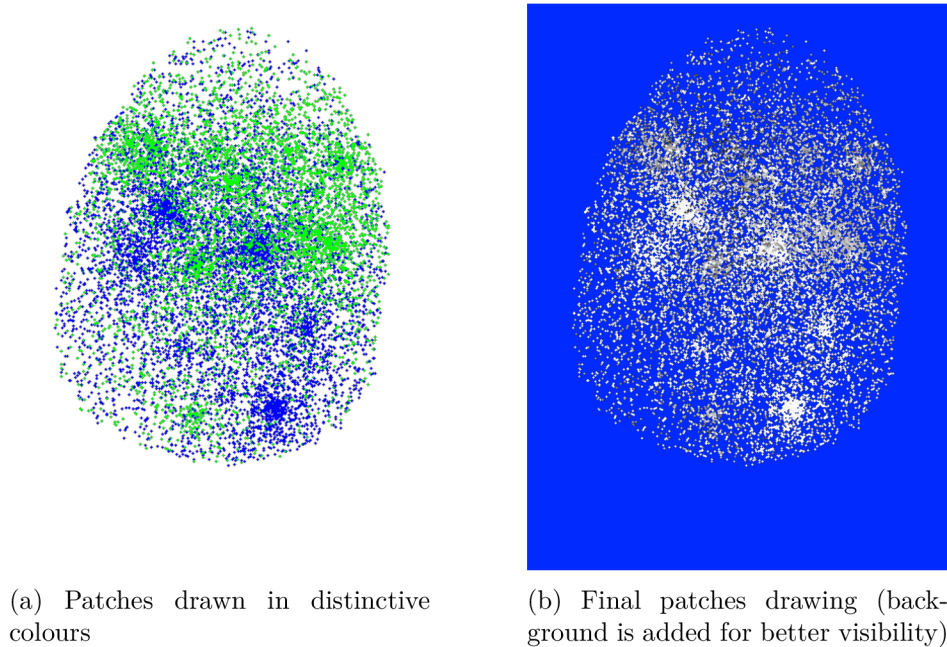 (a) Patches drawn in distinctive
colours
(b) Final patches drawing (back-
ground is added for better visibility)